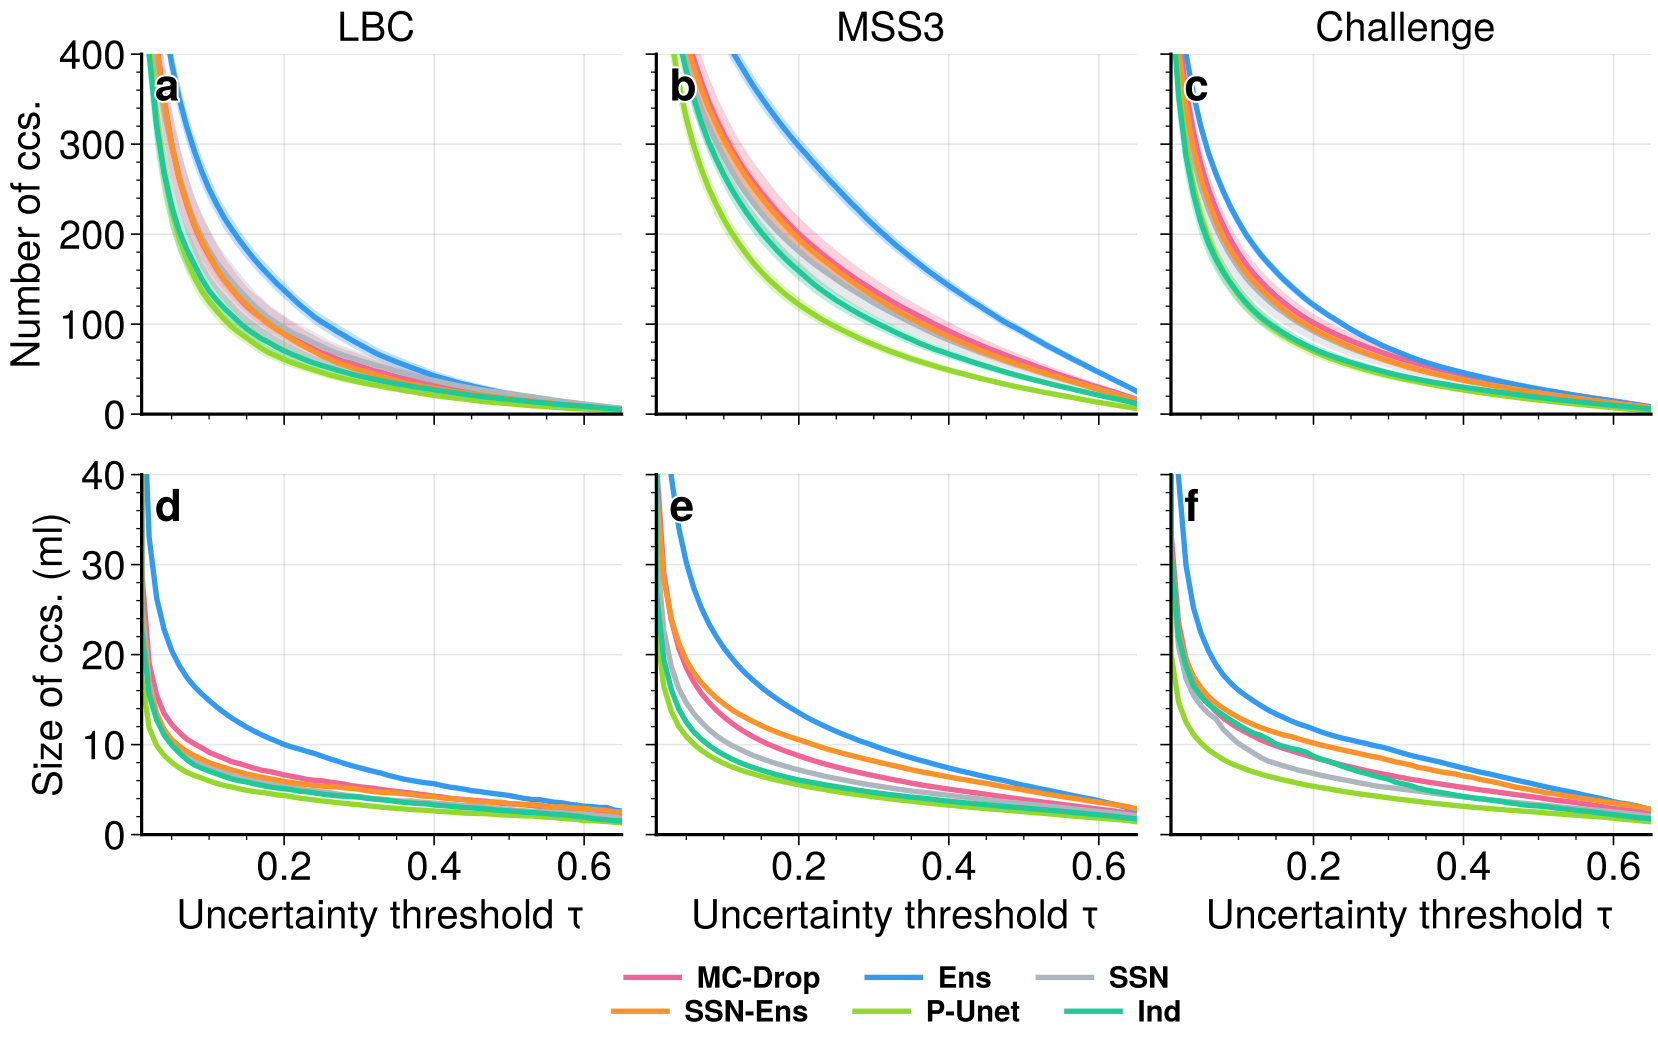 LBC MSS3 Challenge
Number of ccs.
400
300
200
100
0
a b c
Size of ccs. (ml)
40
30
20
10
0
d e f
0.2 0.4 0.6 0.2 0.4 0.6 0.2 0.4 0.6
Uncertainty threshold τ Uncertainty threshold τ Uncertainty threshold τ
MC-Drop Ens SSN
SSN-Ens P-Unet Ind